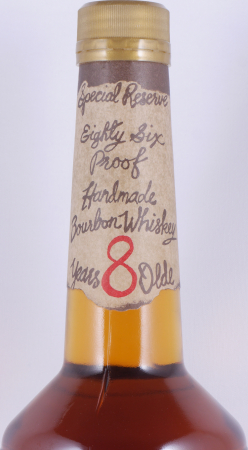 Special Reserve
Eighty Six
Proof
Handmade
Bourbon Whiskey
Years 8 Olde